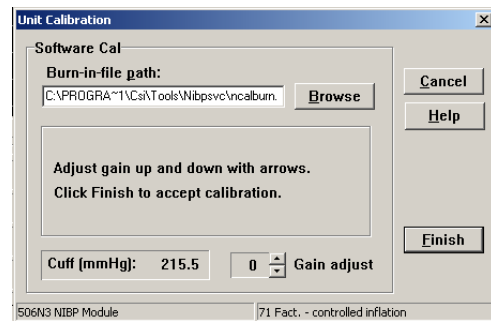 Unit Calibration
Software Cal
Burn-in-file path:
C:\PROGRA~1\Csi\Tools\Nibpsvc\ncalburn.
Browse
Cancel
Help
Adjust gain up and down with arrows.
Click Finish to accept calibration.
Finish
Cuff (mmHg): 215.5
0 Gain adjust
506N3 NIBP Module
71 Fact. - controlled inflation